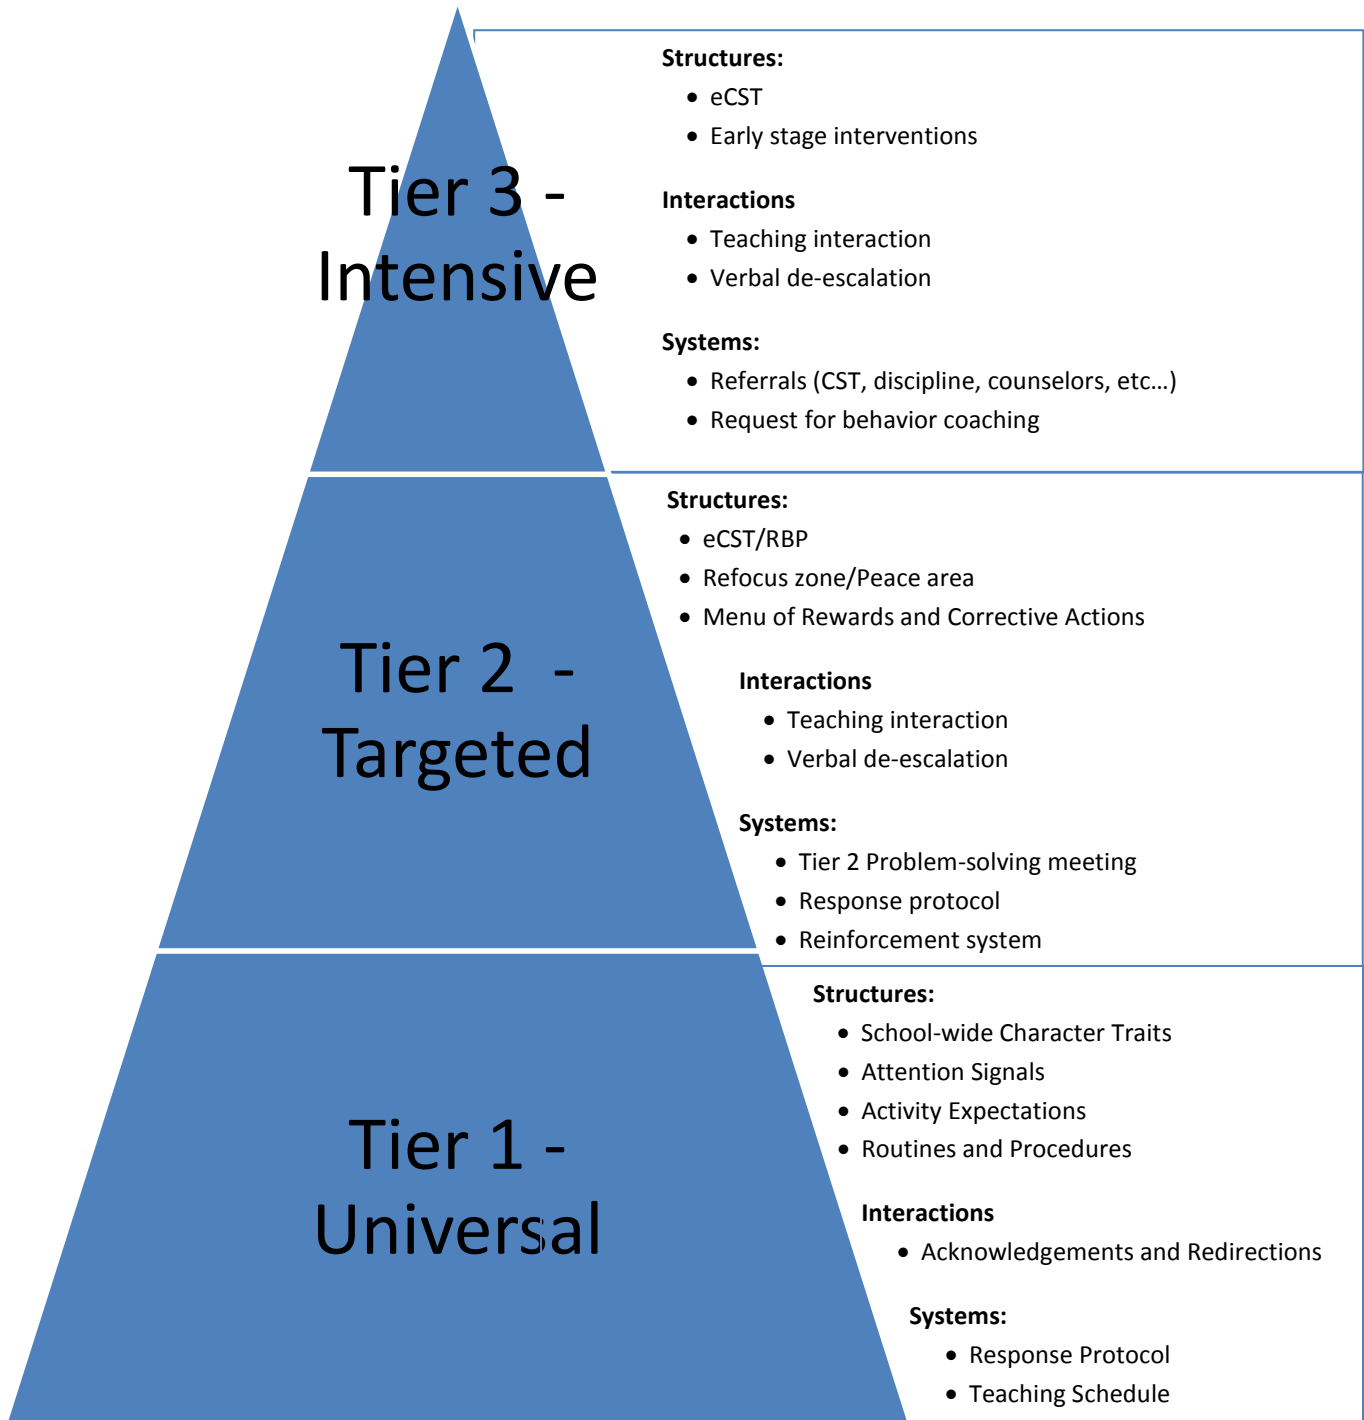 Tier 3 -
Intensive
Structures:
• eCST
• Early stage interventions
Interactions
• Teaching interaction
• Verbal de-escalation
Systems:
• Referrals (CST, discipline, counselors, etc…)
• Request for behavior coaching
Tier 2 -
Targeted
Structures:
• eCST/RBP
• Refocus zone/Peace area
• Menu of Rewards and Corrective Actions
Interactions
• Teaching interaction
• Verbal de-escalation
Systems:
• Tier 2 Problem-solving meeting
• Response protocol
• Reinforcement system
Tier 1 -
Universal
Structures:
• School-wide Character Traits
• Attention Signals
• Activity Expectations
• Routines and Procedures
Interactions
• Acknowledgements and Redirections
Systems:
• Response Protocol
• Teaching Schedule